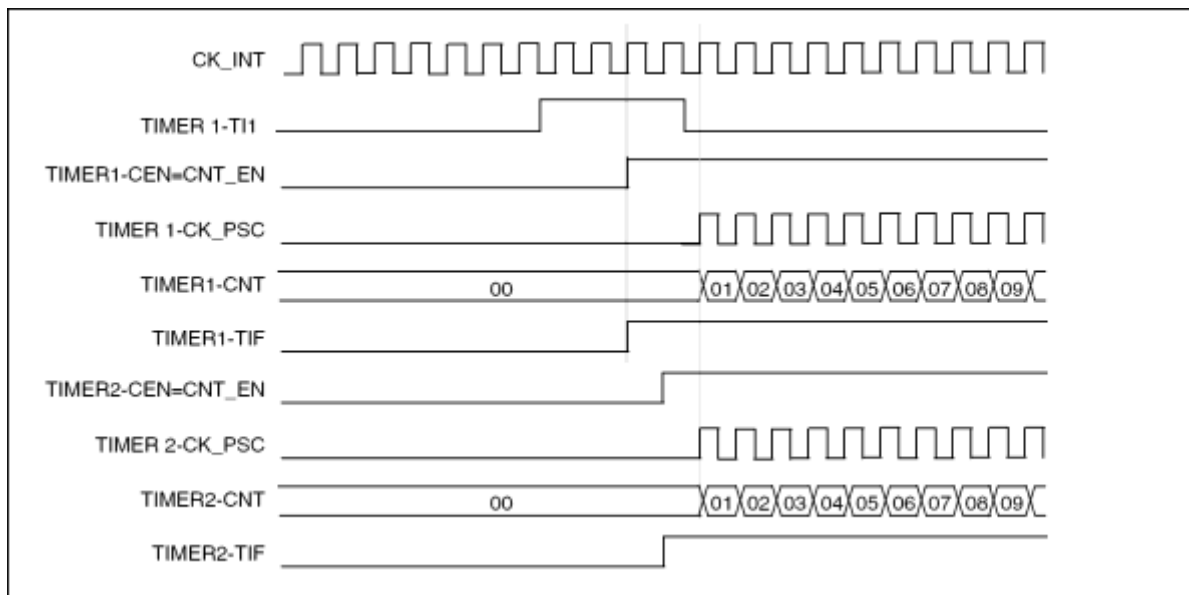 CK_INT
TIMER 1-TI1
TIMER1-CEN=CNT_EN
TIMER 1-CK_PSC
TIMER1-CNT 00 01 02 03 04 05 06 07 08 09
TIMER1-TIF
TIMER2-CEN=CNT_EN
TIMER 2-CK_PSC
TIMER2-CNT 00 01 02 03 04 05 06 07 08 09
TIMER2-TIF